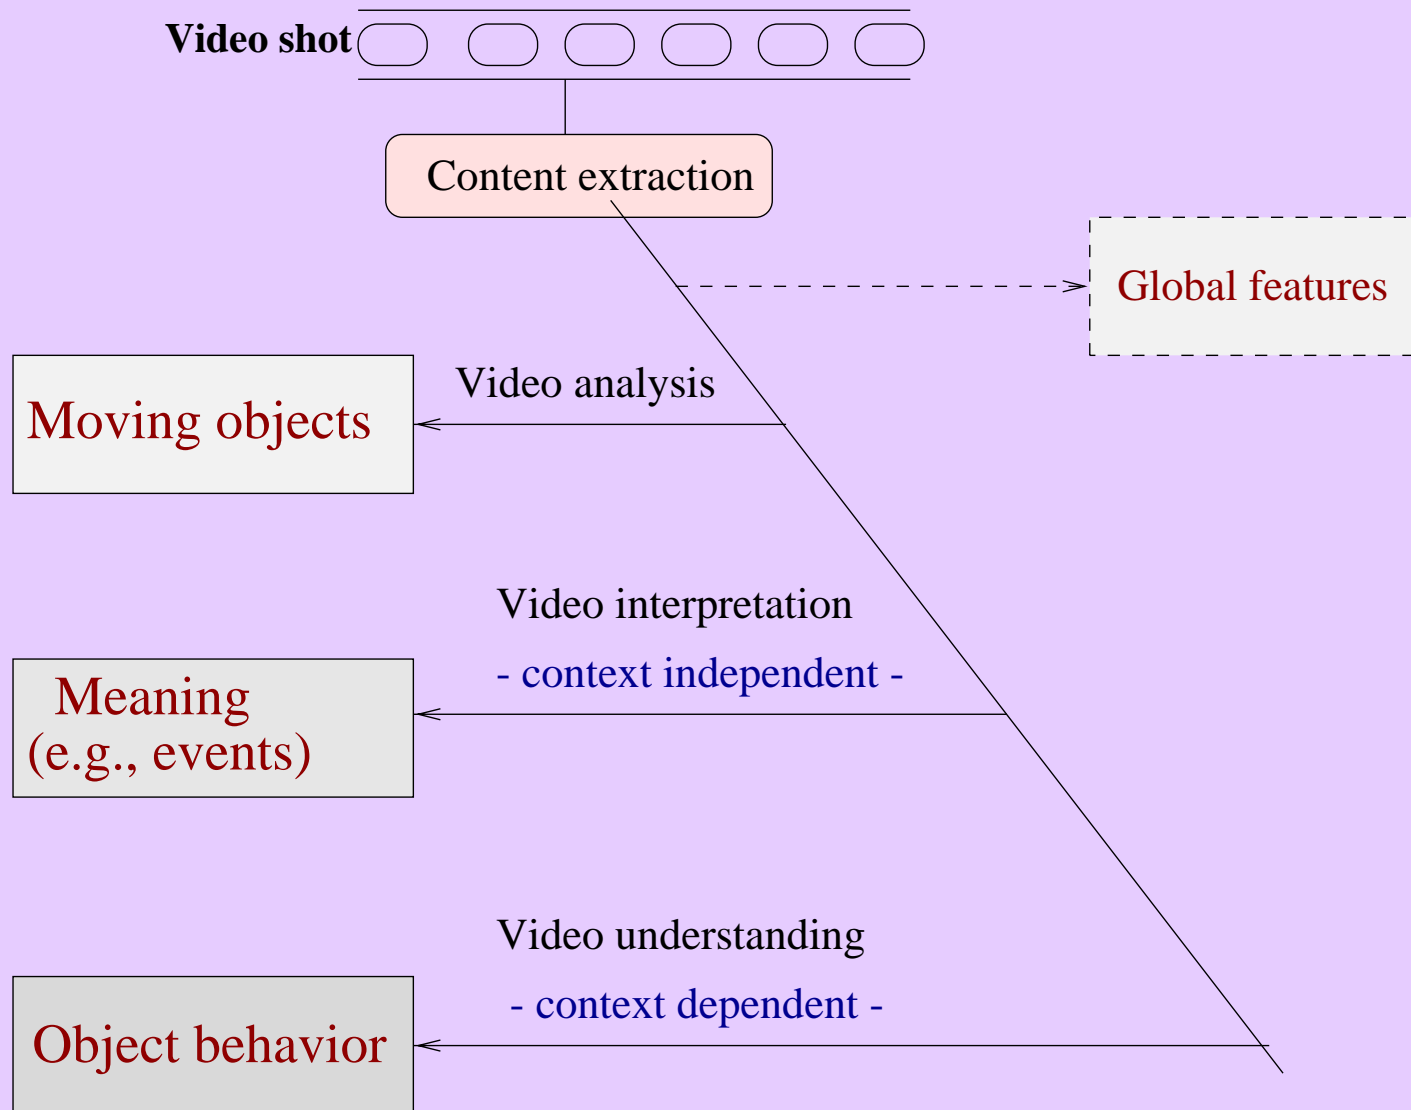 Video shot
Content extraction
Global features
Video analysis
Moving objects
Video interpretation
- context independent -
Meaning
(e.g., events)
Video understanding
- context dependent -
Object behavior